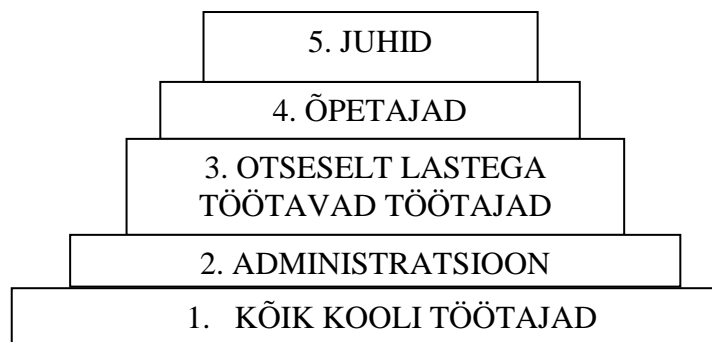 5. JUHID
4. ÕPETAJAD
3. OTSESELT LASTEGA
TÖÖTAVAD TÖÖTAJAD
2. ADMINISTRATSIOON
1. KÕIK KOOLI TÖÖTAJAD